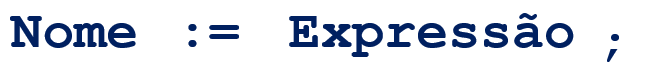 Nome := Expressão ;